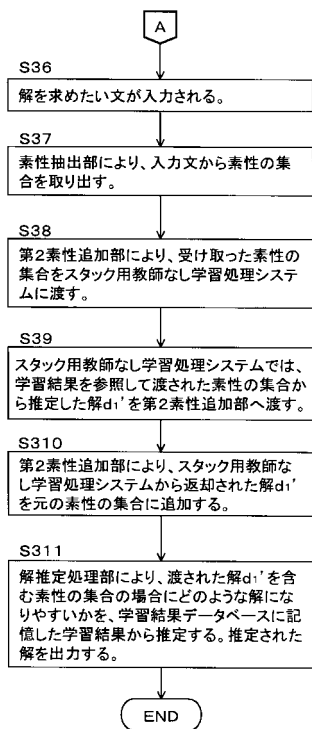 A
S36
解を求めたい文が入力される。
S37
素性抽出部により、入力文から素性の集
合を取り出す。
S38
第2素性追加部により、受け取った素性の
集合をスタック用教師なし学習処理システ
ムに渡す。
S39
スタック用教師なし学習処理システムでは、
学習結果を参照して渡された素性の集合か
ら推定した解d1'を第2素性追加部へ渡す。
S310
第2素性追加部により、スタック用教師な
し学習処理システムから返却された解d1'
を元の素性の集合に追加する。
S311
解推定処理部により、渡された解d1'を含
む素性の集合の場合にどのような解にな
りやすいかを、学習結果データベースに記
憶した学習結果から推定する。推定された
解を出力する。
END